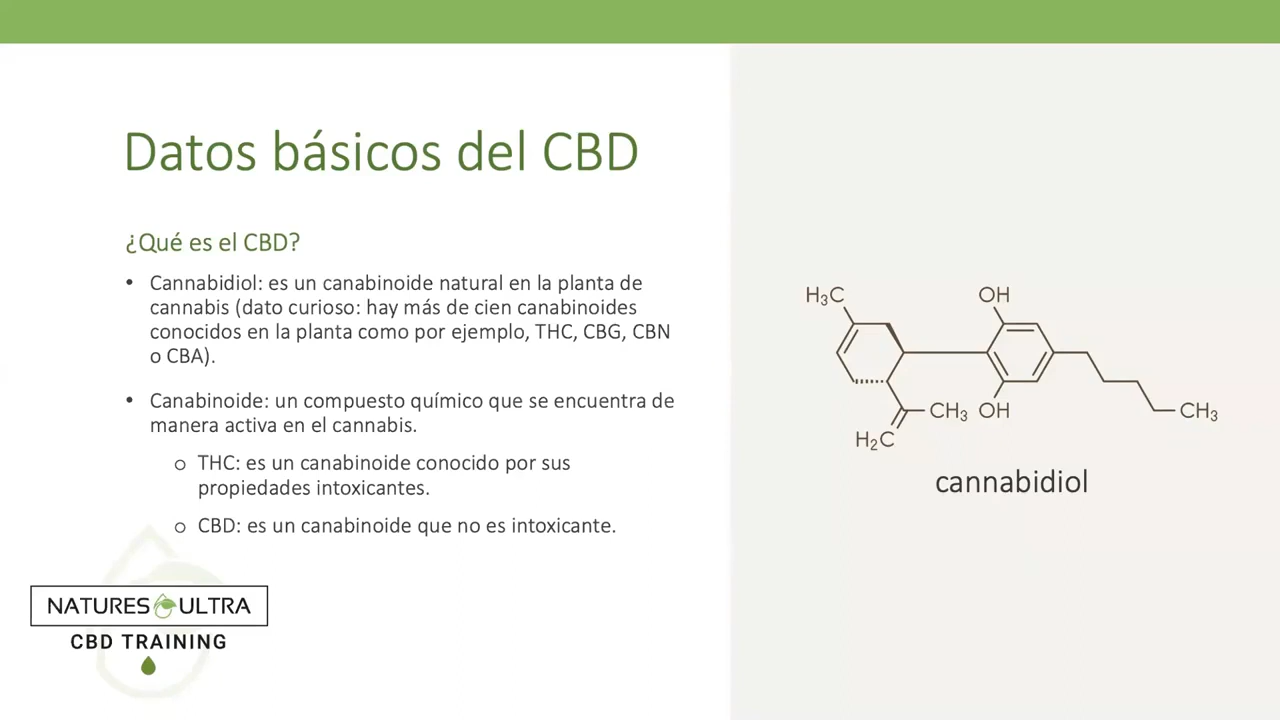 Datos básicos del CBD
¿Qué es el CBD?
• Cannabidiol: es un canabinoide natural en la planta de
cannabis (dato curioso: hay más de cien canabinoides
conocidos en la planta como por ejemplo, THC, CBG, CBN
o CBA).
• Canabinoide: un compuesto químico que se encuentra de
manera activa en el cannabis.
o THC: es un canabinoide conocido por sus
propiedades intoxicantes.
o CBD: es un canabinoide que no es intoxicante.
NATURES ULTRA
CBD TRAINING
H₃C
OH
CH₃
OH
CH₃
H₂C
cannabidiol